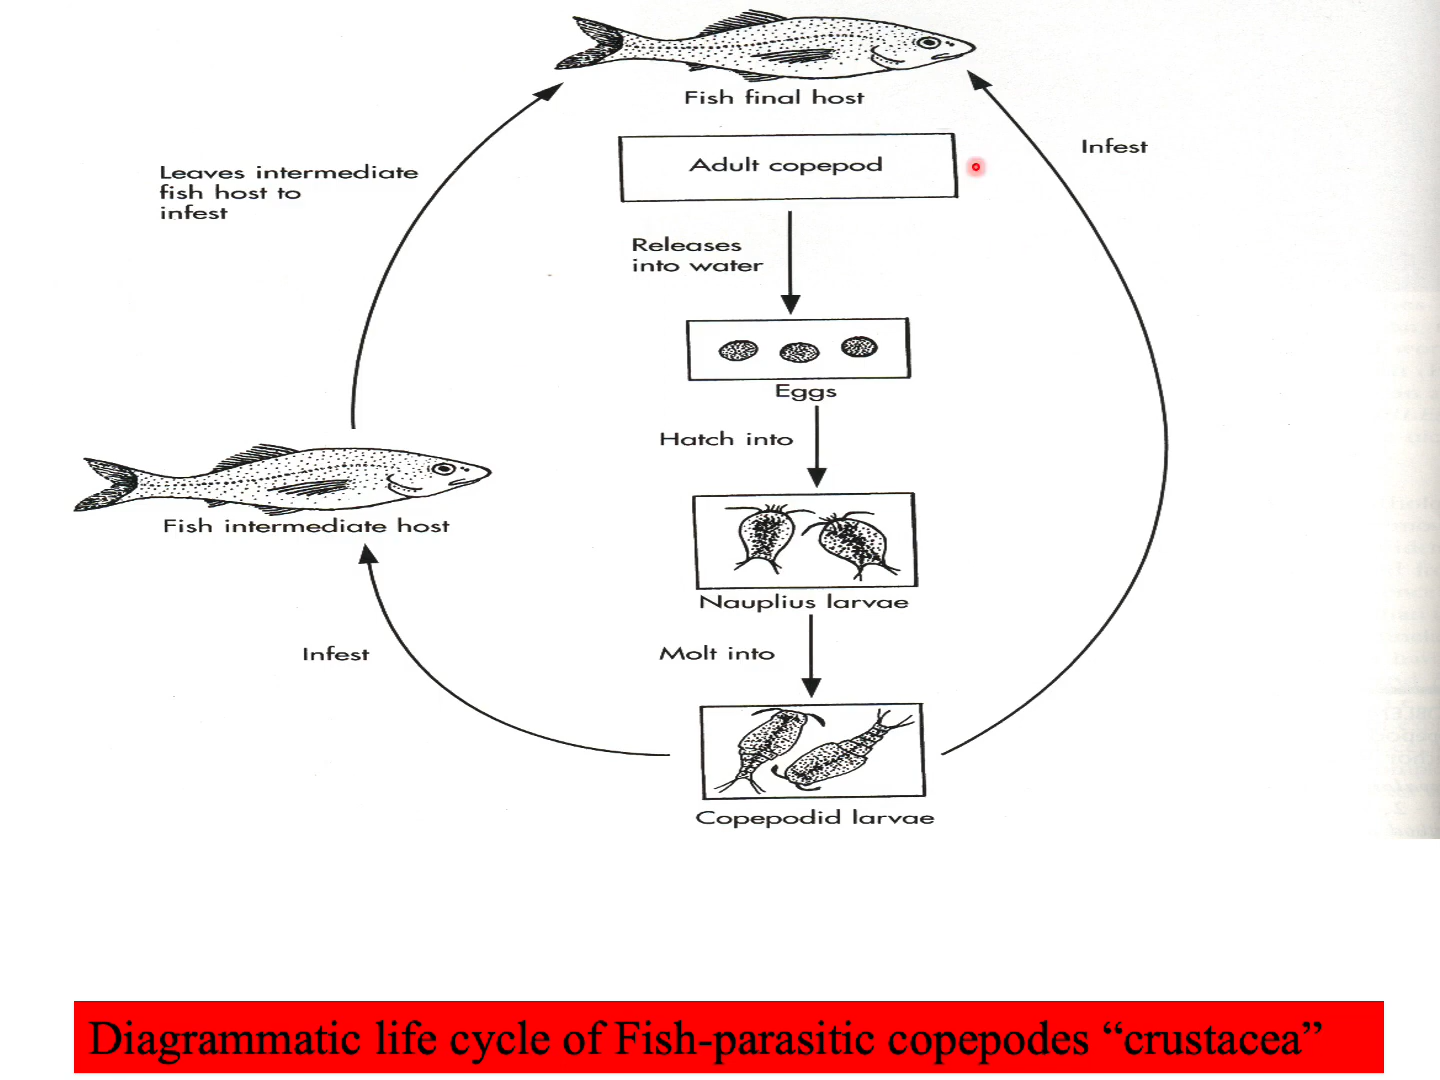 Fish final host
Adult copepod
Infest
Leaves intermediate
fish host to
infest
Releases
into water
Eggs
Hatch into
Fish intermediate host
Nauplius larvae
Infest
Molt into
Copepodid larvae
Diagrammatic life cycle of Fish-parasitic copepodes “crustacea”